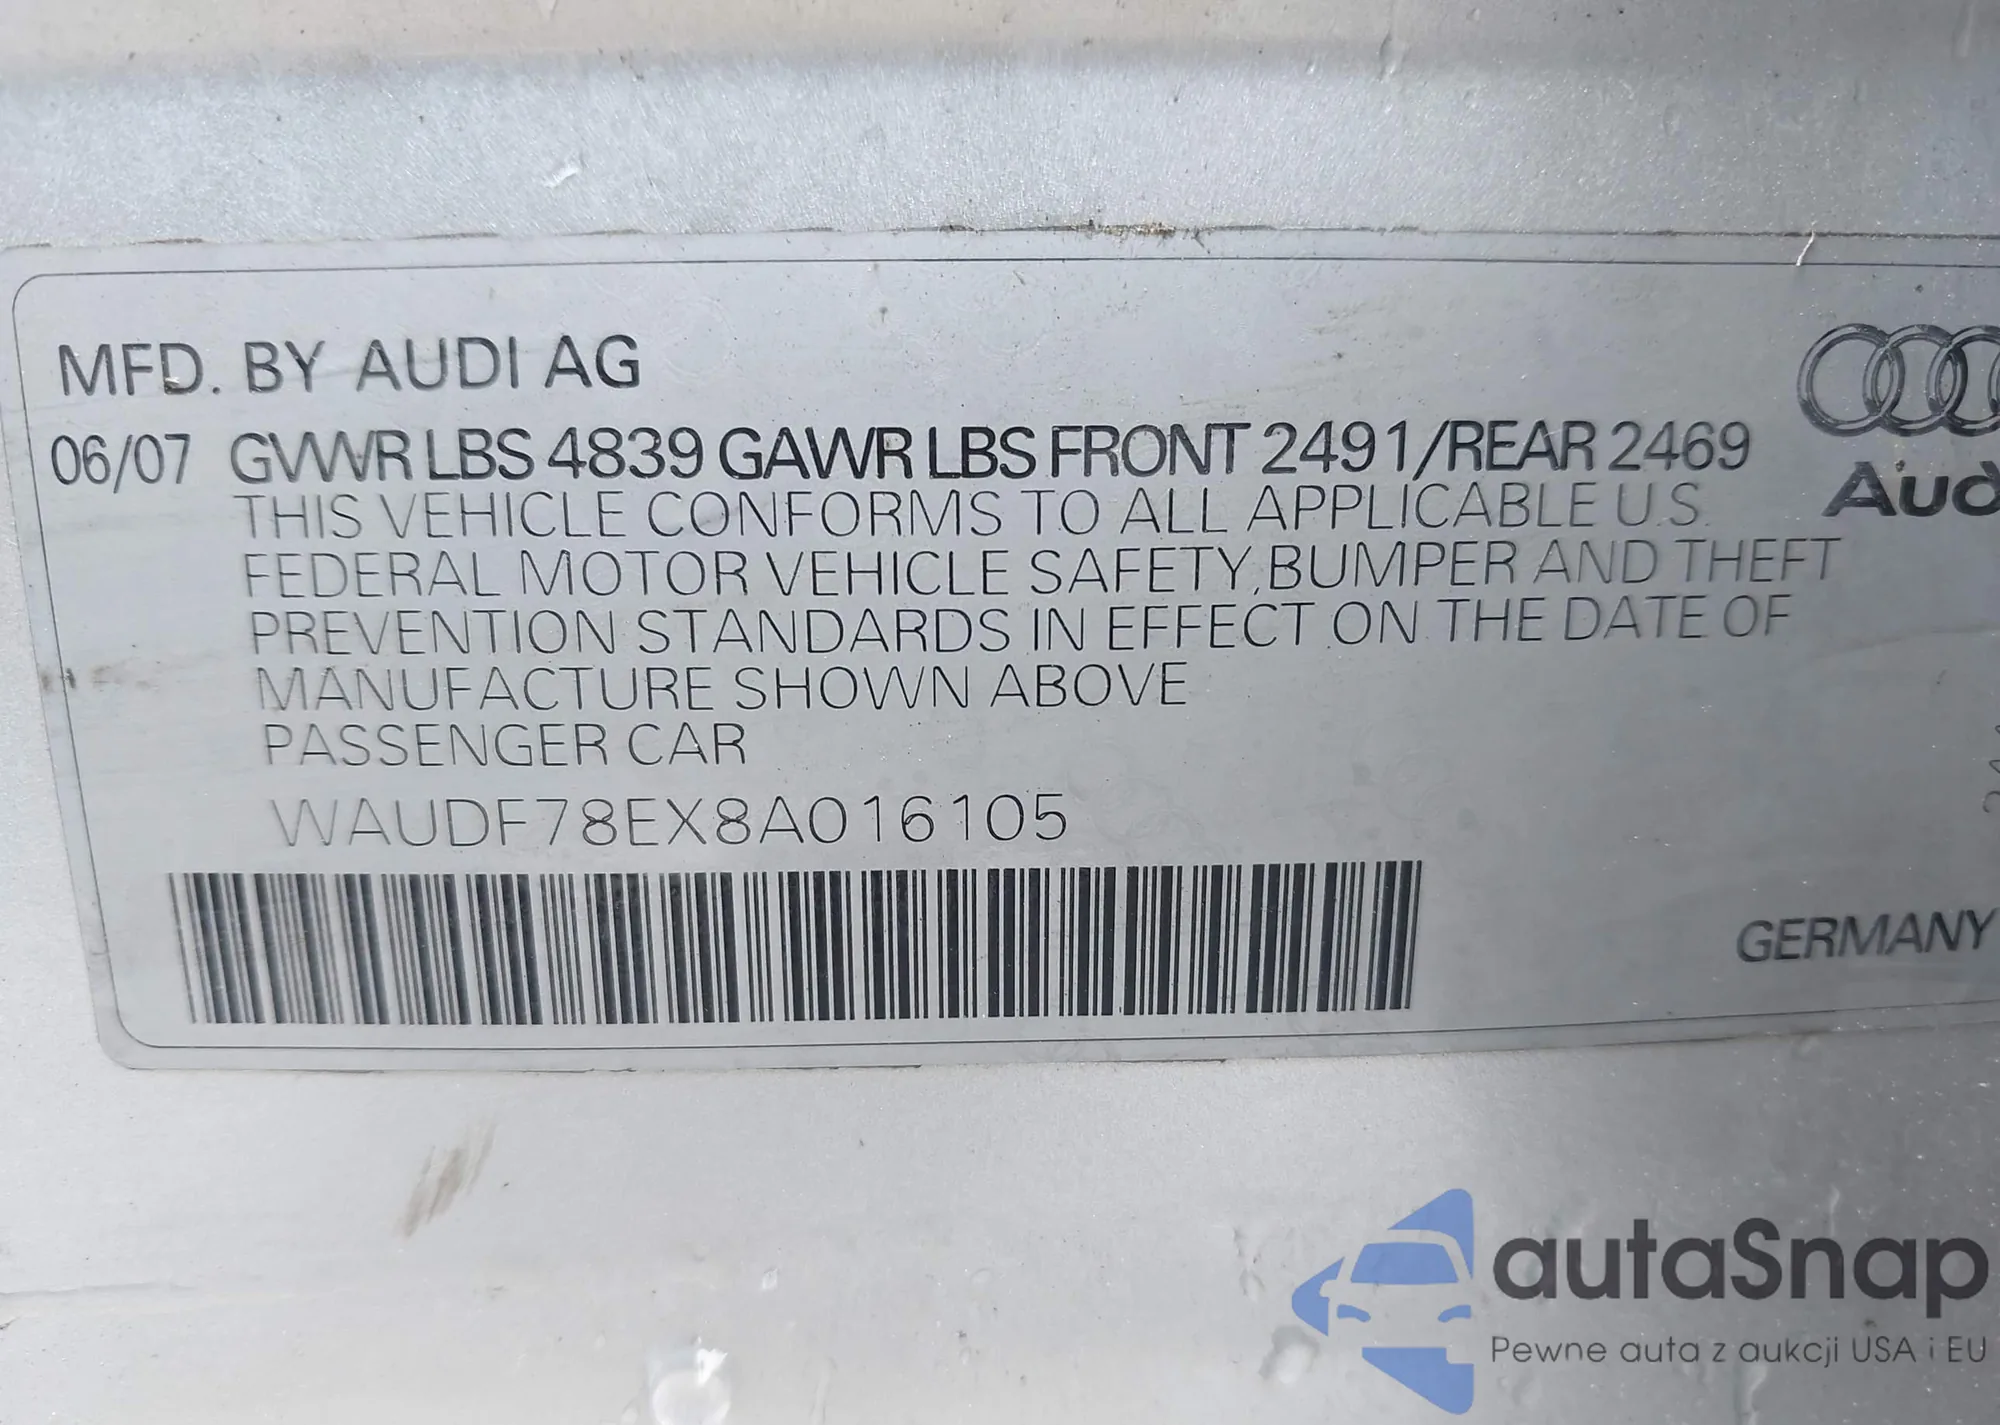 MFD. BY AUDI AG
06/07 GVWR LBS 4839 GAWR LBS FRONT 2491/REAR 2469
THIS VEHICLE CONFORMS TO ALL APPLICABLE U.S.
FEDERAL MOTOR VEHICLE SAFETY,BUMPER AND THEFT
PREVENTION STANDARDS IN EFFECT ON THE DATE OF
MANUFACTURE SHOWN ABOVE
PASSENGER CAR
WAUDF78EX8A016105
Aud
GERMANY
autaSnap
Pewne auta z aukcji USA i EU